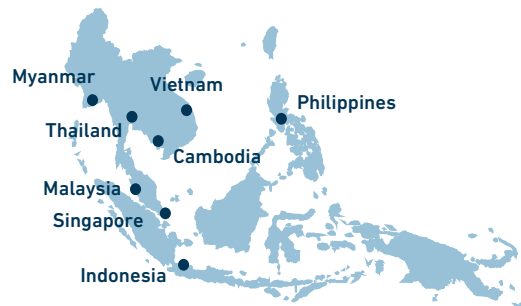 Myanmar
Vietnam
Philippines
Thailand
Cambodia
Malaysia
Singapore
Indonesia